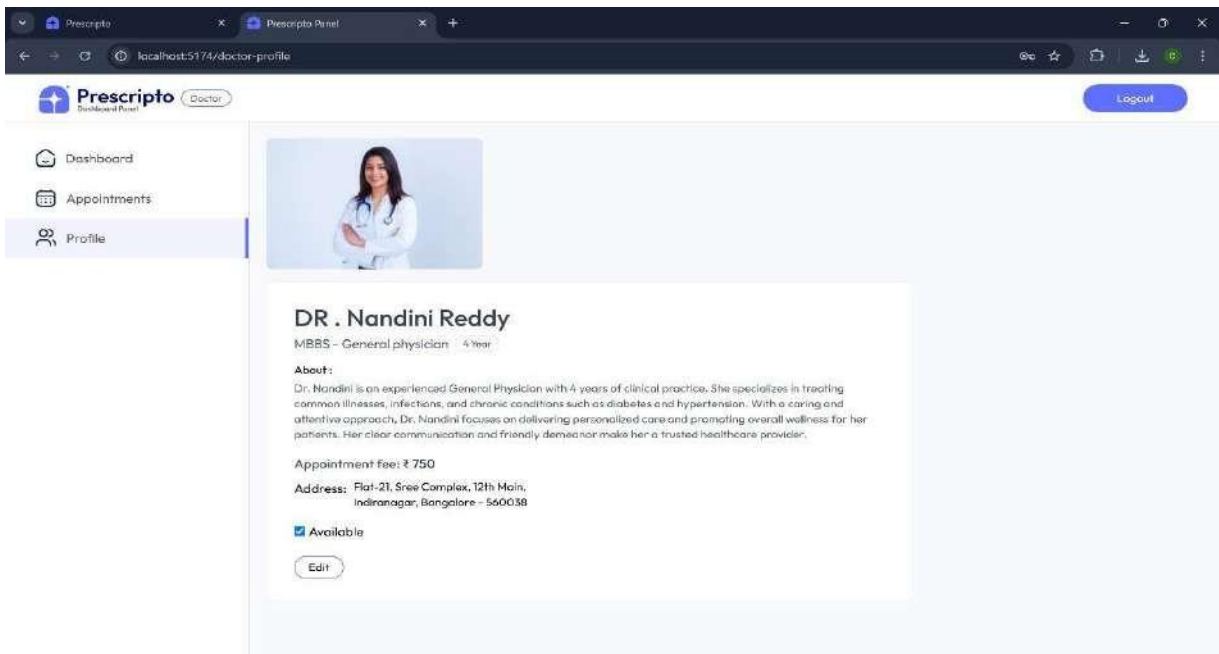 Prescripto
Prescripto Panel
localhost:5174/doctor-profile
Prescripto Doctor
Dashboard Panel
Logout
Dashboard
Appointments
Profile
DR . Nandini Reddy
MBBS - General physician 4 Year
About :
Dr. Nandini is an experienced General Physician with 4 years of clinical practice. She specializes in treating
common illnesses, infections, and chronic conditions such as diabetes and hypertension. With a caring and
attentive approach, Dr. Nandini focuses on delivering personalized care and promoting overall wellness for her
patients. Her clear communication and friendly demeanor make her a trusted healthcare provider.
Appointment fee: ₹ 750
Address: Flat-21, Sree Complex, 12th Main,
Indiranagar, Bangalore - 560038
Available
Edit